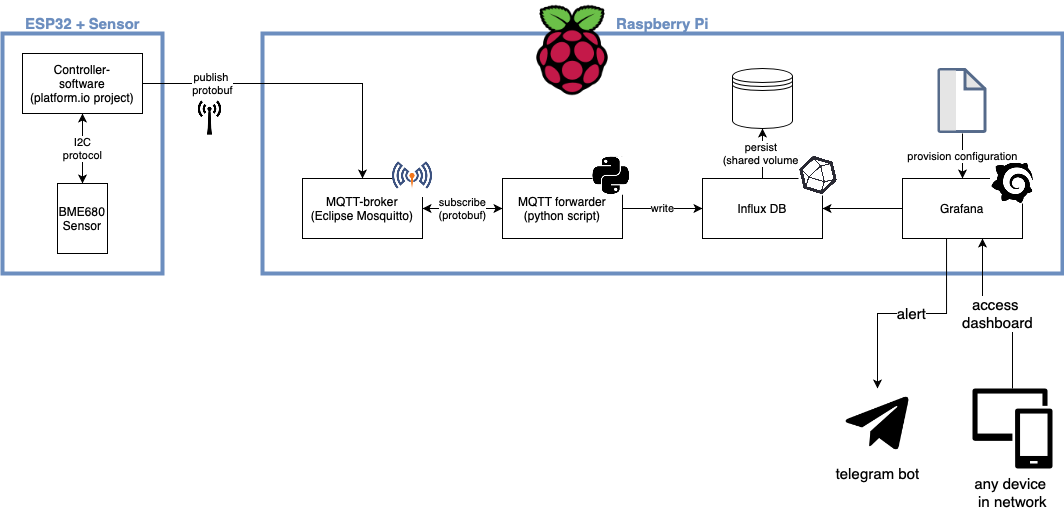 ESP32 + Sensor
Raspberry Pi
Controller-
software
(platform.io project)
publish
protobuf
I2C
protocol
BME680
Sensor
MQTT-broker
(Eclipse Mosquitto)
subscribe
(protobuf)
MQTT forwarder
(python script)
write
persist
(shared volume
Influx DB
provision configuration
Grafana
alert
access
dashboard
telegram bot
any device
in network